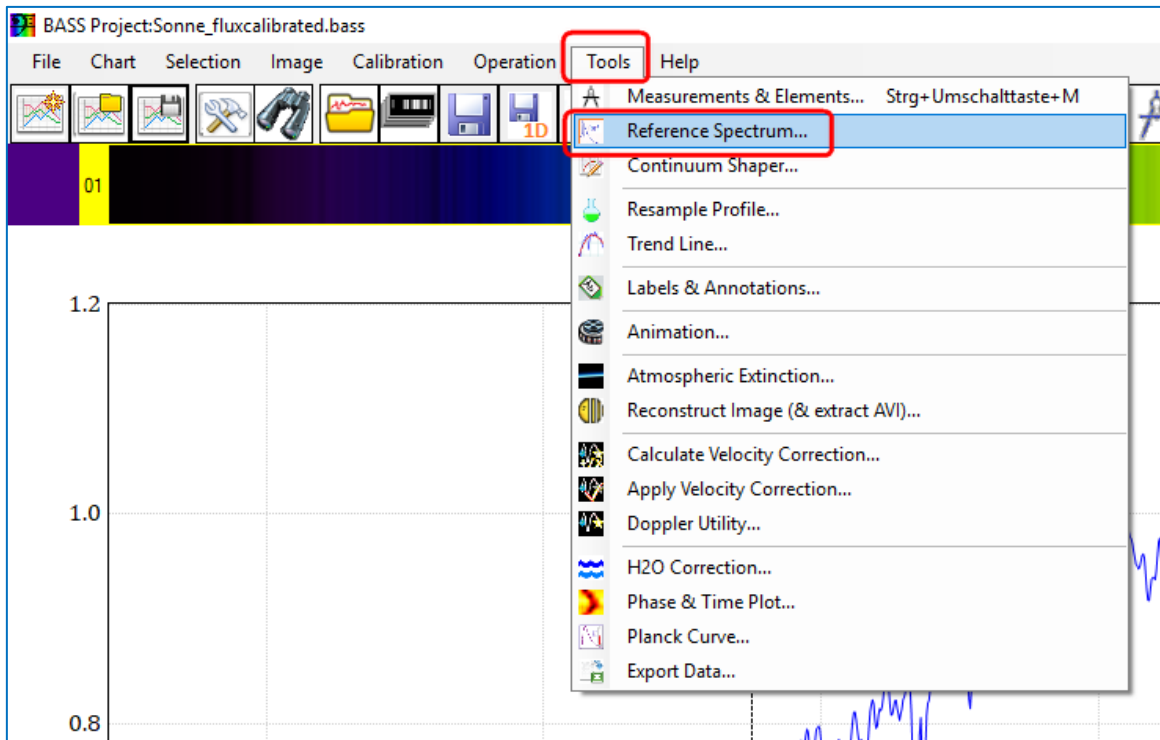 BASS Project:Sonne_fluxcalibrated.bass
File Chart Selection Image Calibration Operation Tools Help
1D
Measurements & Elements... Strg+Umschalttaste+M
Reference Spectrum...
01
Continuum Shaper...
Resample Profile...
Trend Line...
Labels & Annotations...
1.2
Animation...
Atmospheric Extinction...
Reconstruct Image (& extract AVI)...
Calculate Velocity Correction...
Apply Velocity Correction...
1.0
Doppler Utility...
H2O Correction...
Phase & Time Plot...
Planck Curve...
Export Data...
0.8